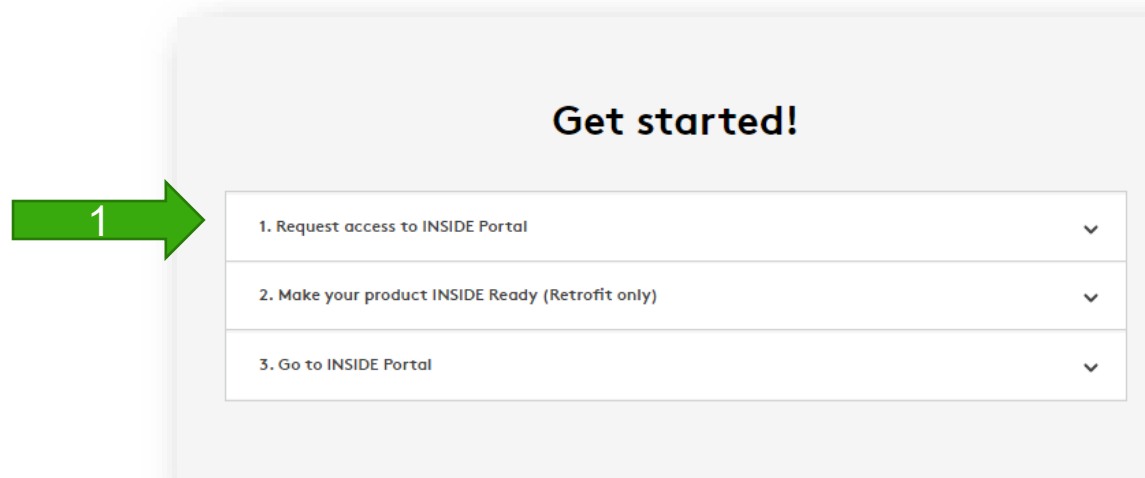 Get started!
1
1. Request access to INSIDE Portal
2. Make your product INSIDE Ready (Retrofit only)
3. Go to INSIDE Portal